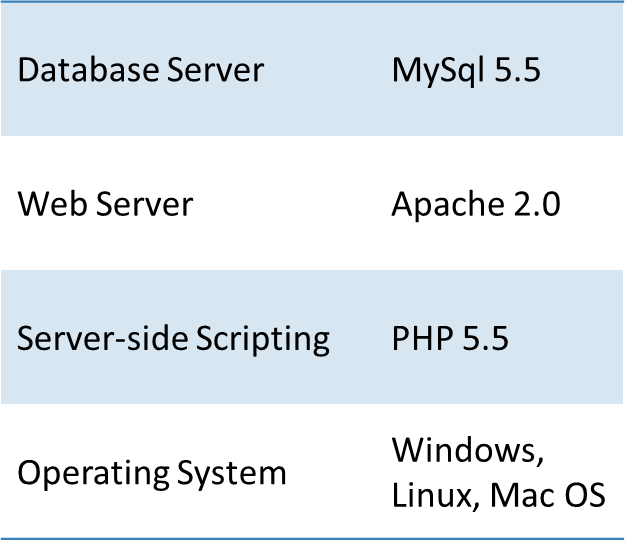 Database Server MySql 5.5
Web Server Apache 2.0
Server-side Scripting PHP 5.5
Operating System Windows,
Linux, Mac OS